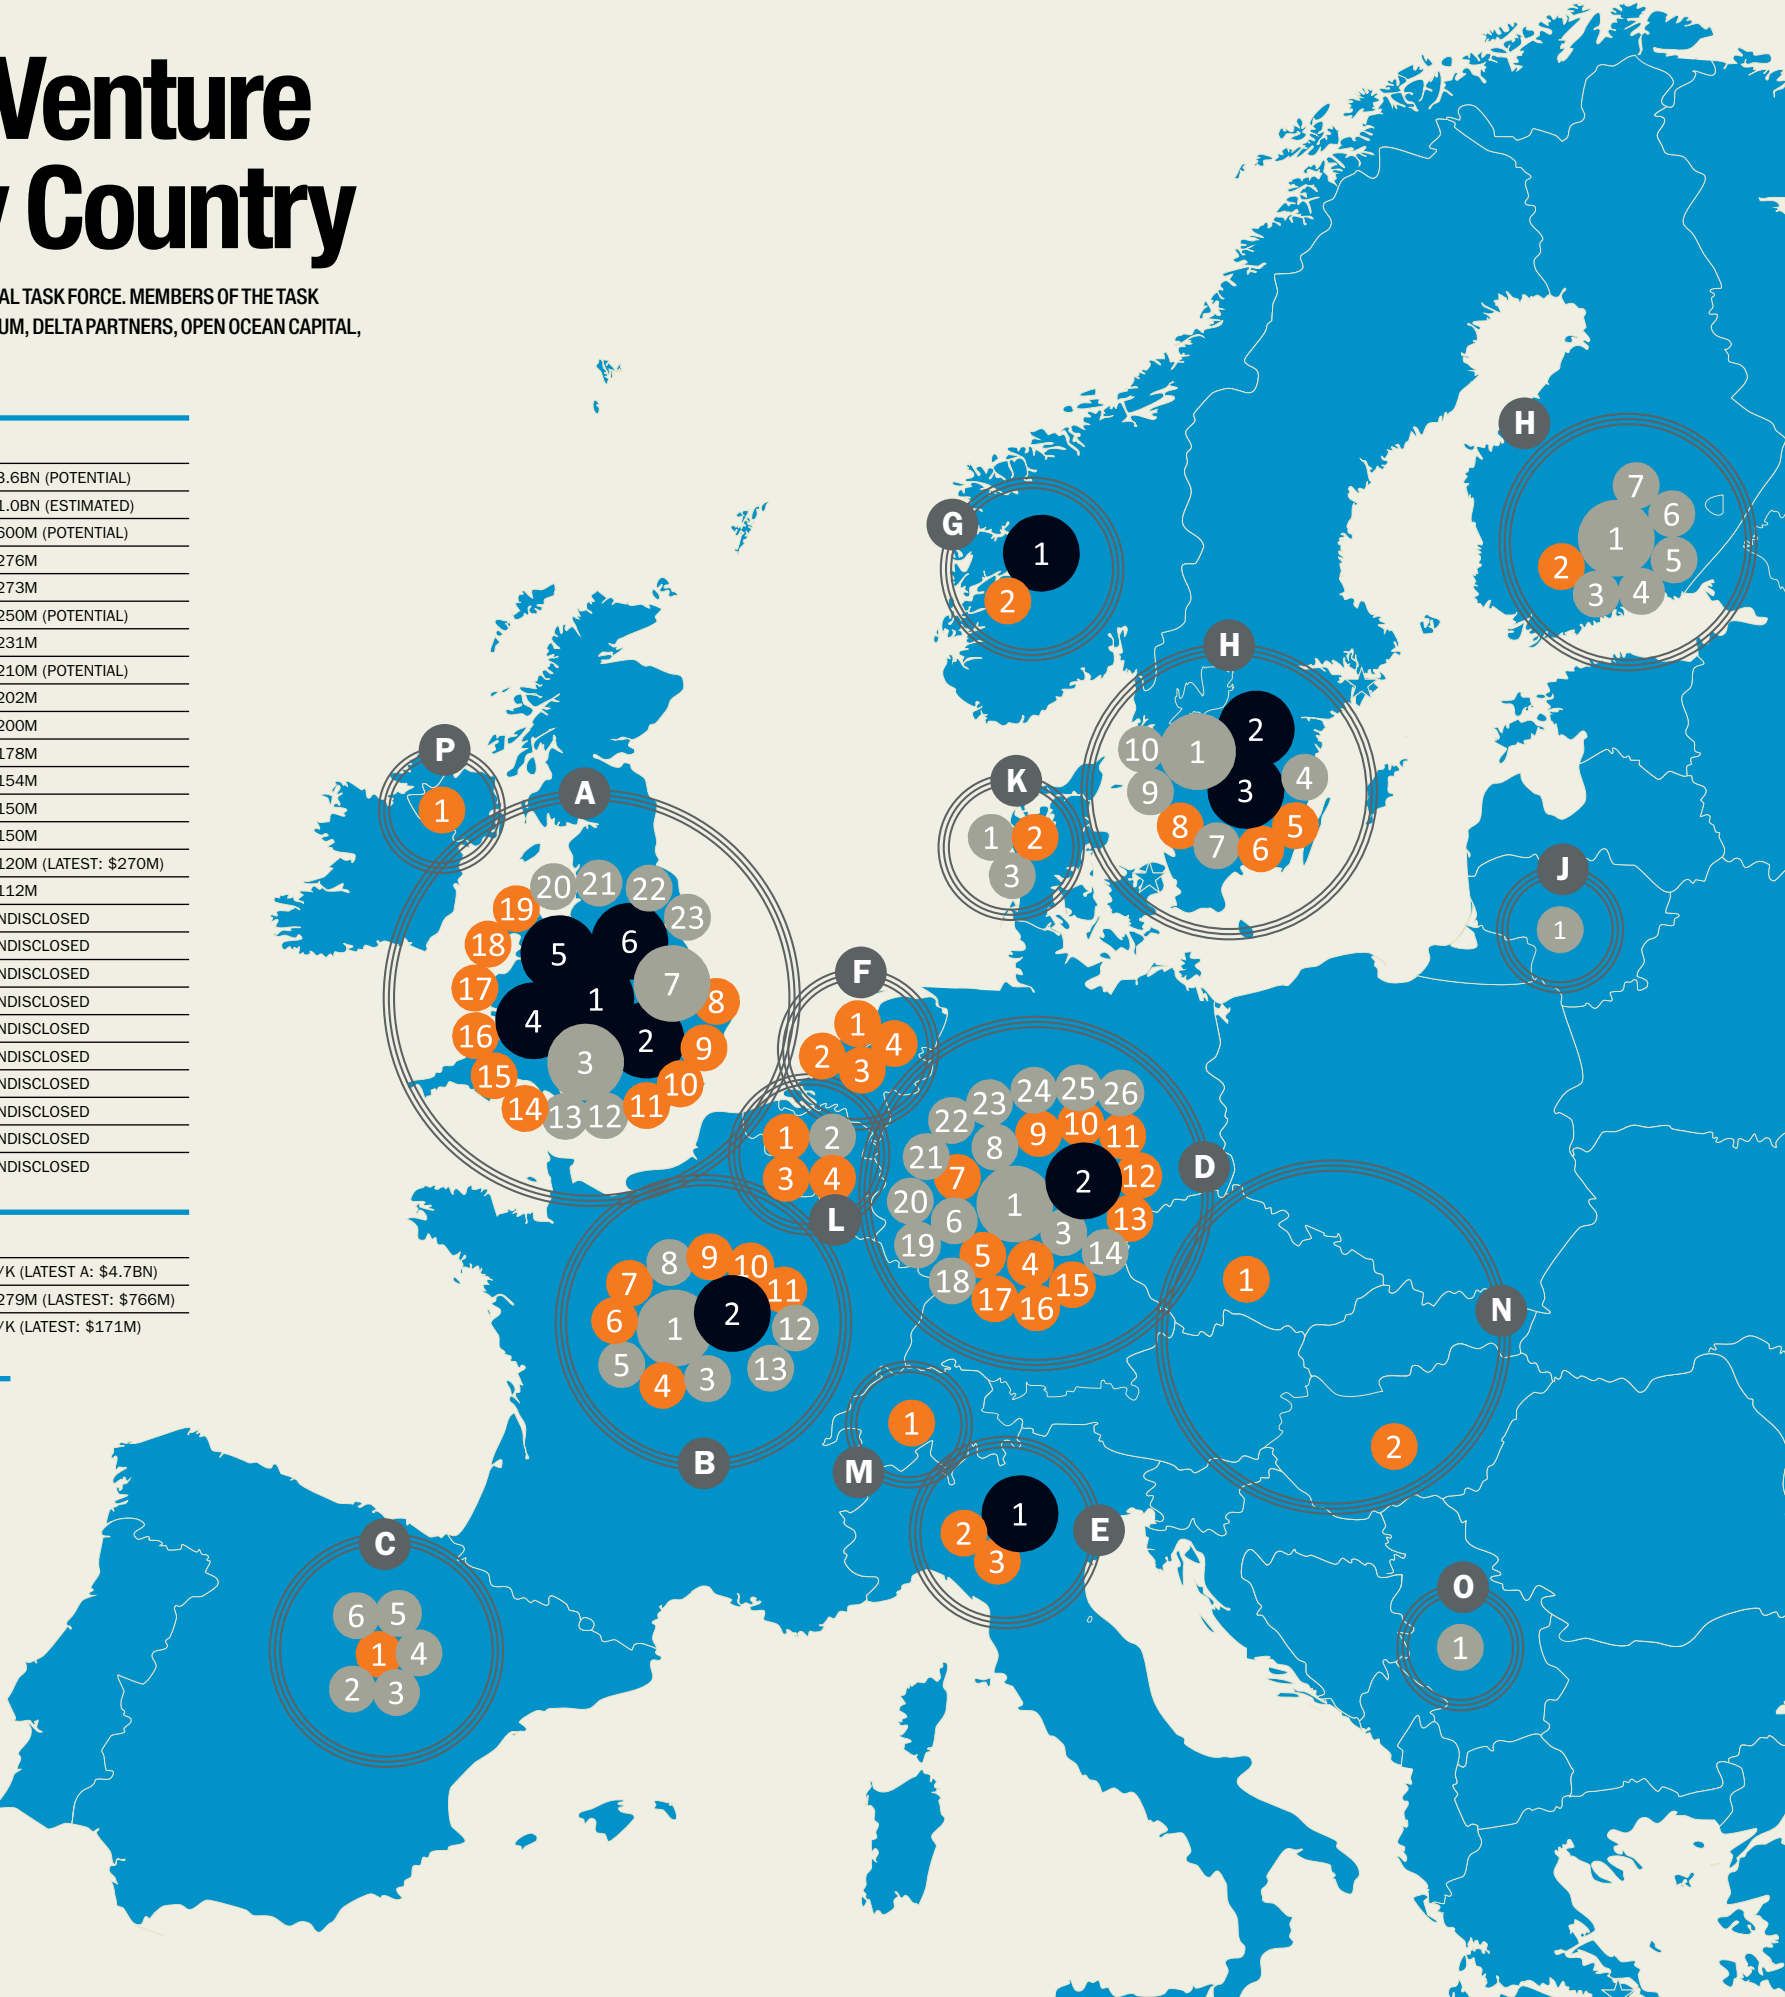 Venture
y Country
AL TASK FORCE. MEMBERS OF THE TASK
UM, DELTA PARTNERS, OPEN OCEAN CAPITAL,
3.6BN (POTENTIAL)
1.0BN (ESTIMATED)
600M (POTENTIAL)
276M
273M
250M (POTENTIAL)
231M
210M (POTENTIAL)
202M
200M
178M
154M
150M
150M
120M (LATEST: $270M)
112M
NDISCLOSED
NDISCLOSED
NDISCLOSED
NDISCLOSED
NDISCLOSED
NDISCLOSED
NDISCLOSED
NDISCLOSED
NDISCLOSED
NDISCLOSED
/K (LATEST A: $4.7BN)
279M (LASTEST: $766M)
/K (LATEST: $171M)
H
7
6
1
5
2
3
4
G
1
2
H
2
10
1
3
4
9
8
5
7
6
K
1
2
3
J
1
P
1
A
20
21
22
19
23
18
5
6
17
7
8
1
4
16
2
9
3
15
10
14
13
12
11
F
1
4
2
3
L
1
2
3
4
D
24
25
26
23
22
9
10
11
8
21
7
2
12
20
1
6
13
19
3
14
5
4
18
15
17
16
B
8
9
10
7
11
6
1
2
12
5
13
4
3
N
1
2
M
1
E
1
2
3
C
6
5
1
4
2
3
O
1